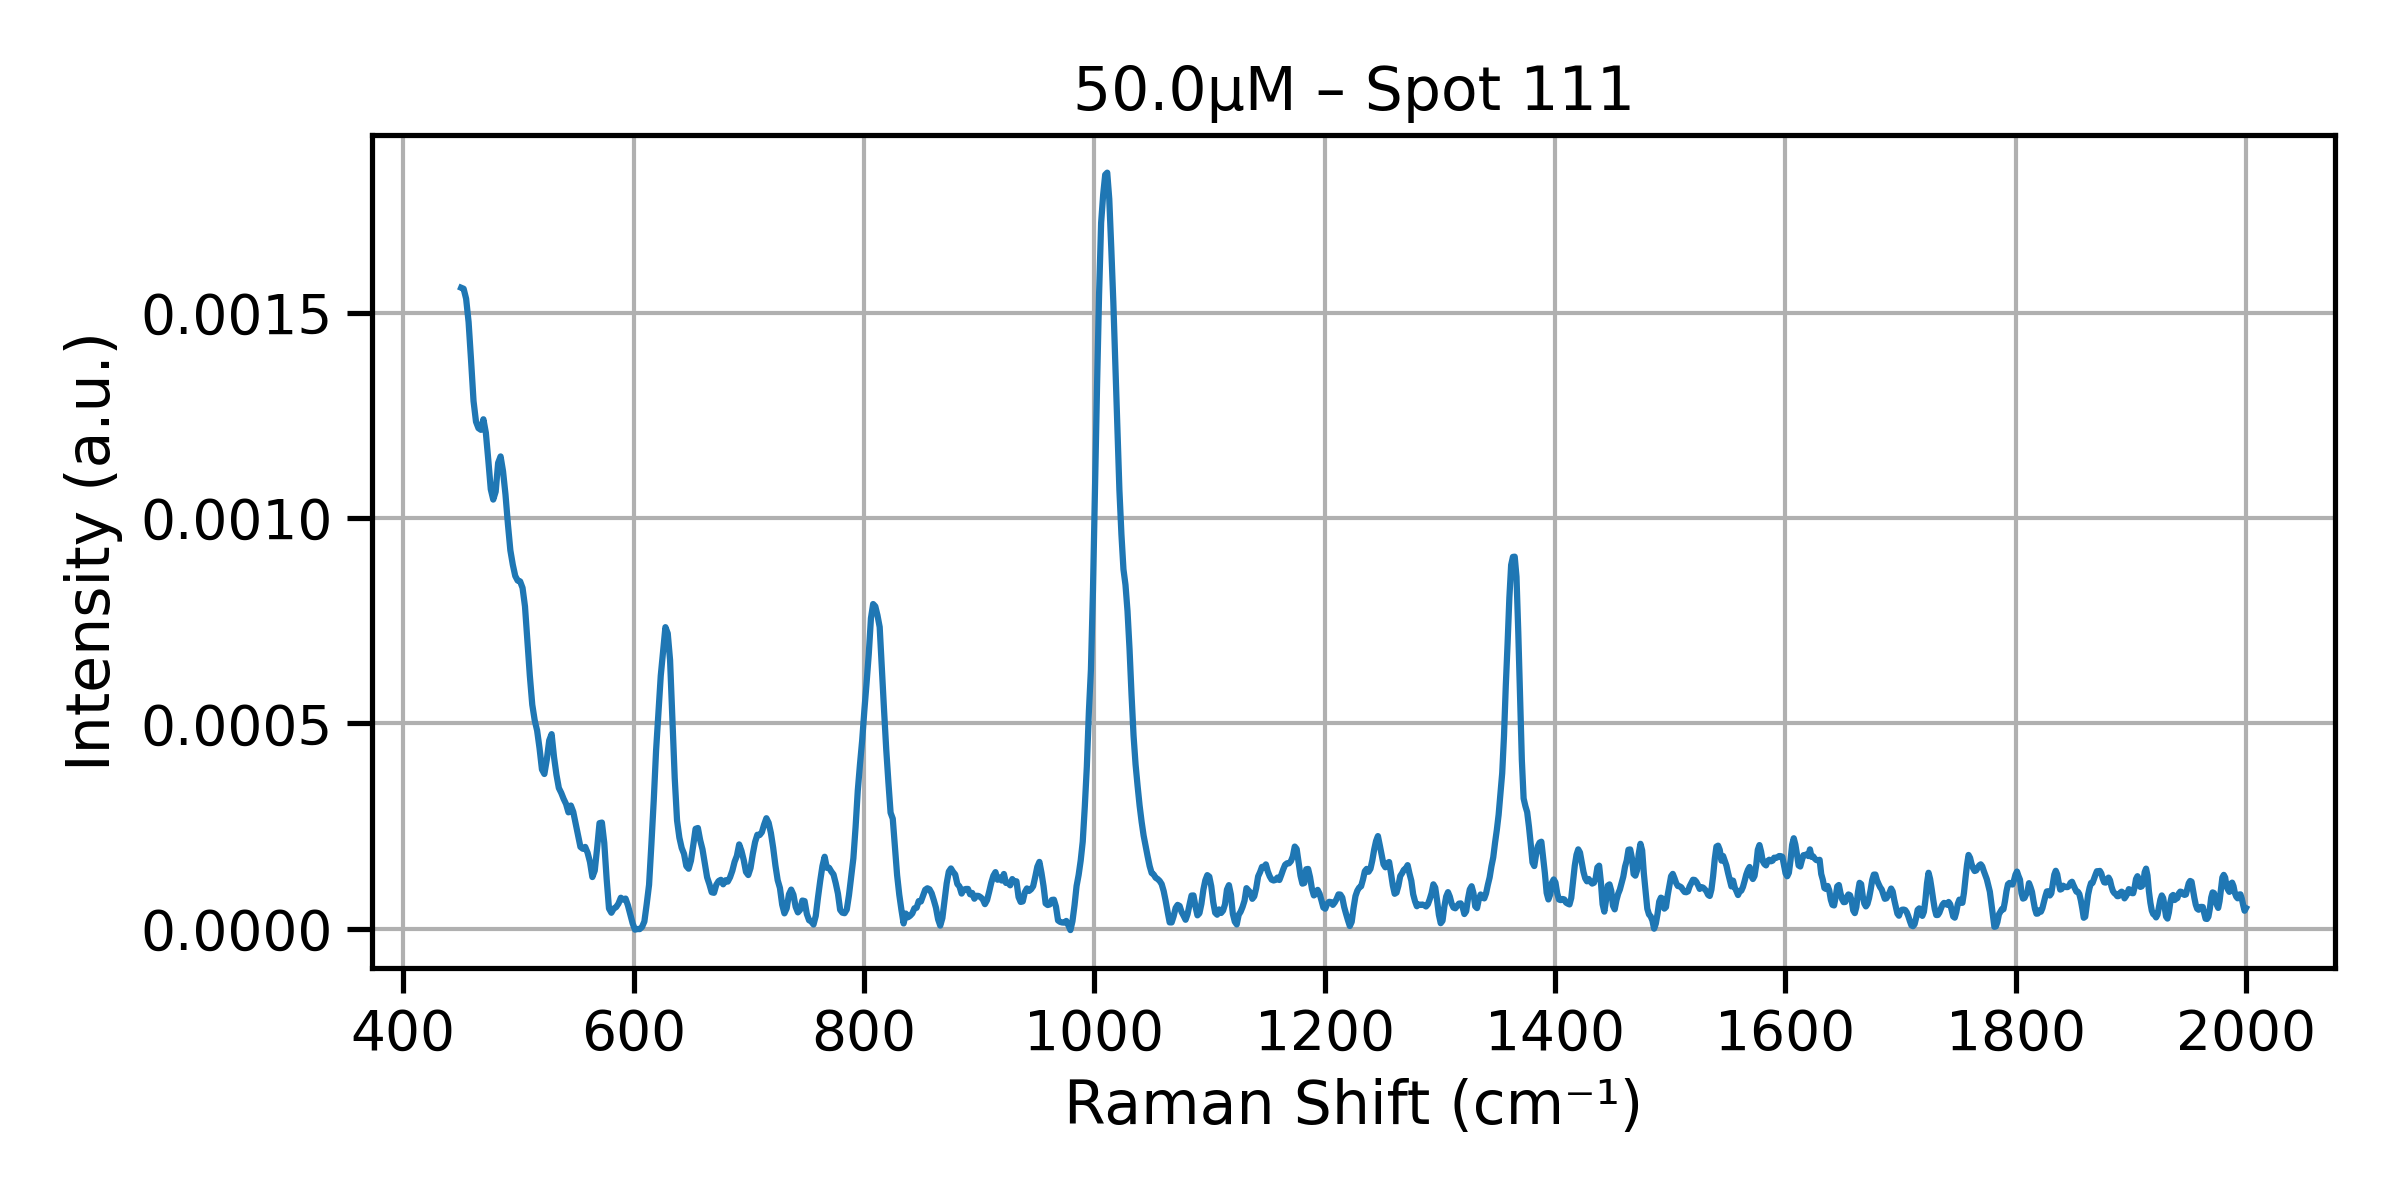 50.0µM – Spot 111
Intensity (a.u.)
0.0015
0.0010
0.0005
0.0000
400 600 800 1000 1200 1400 1600 1800 2000
Raman Shift (cm⁻¹)